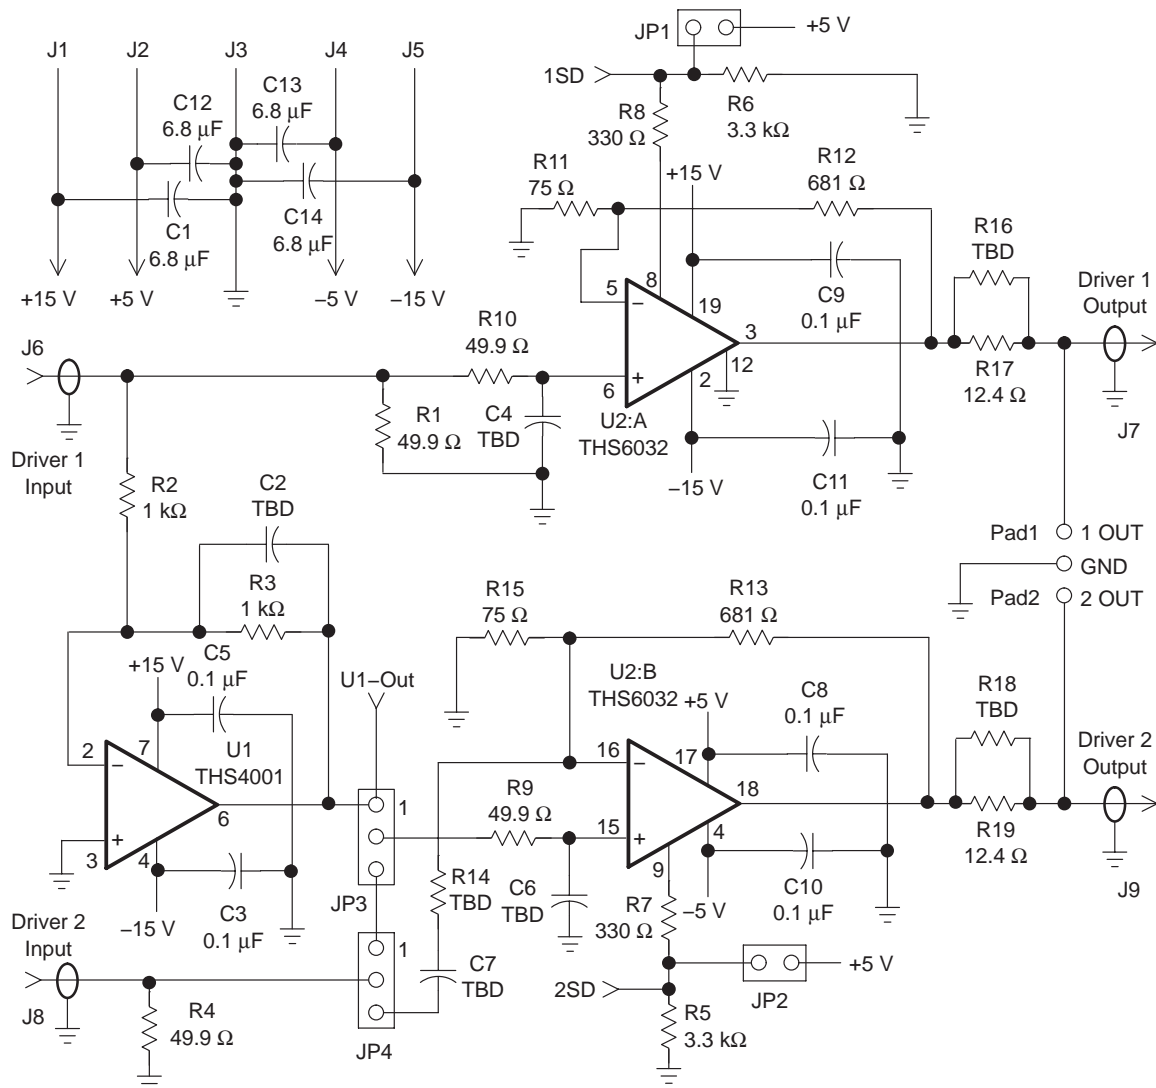 JP1
+5 V
J1
J2
J3
J4
J5
1SD
C12
6.8 μF
C13
6.8 μF
R8
330 Ω
R6
3.3 kΩ
C1
6.8 μF
C14
6.8 μF
+15 V
+5 V
−5 V
−15 V
R11
75 Ω
+15 V
R12
681 Ω
R16
TBD
5
8
−
19
C9
0.1 μF
Driver 1
Output
J6
R10
49.9 Ω
3
12
R17
12.4 Ω
+
6
2
R1
49.9 Ω
C4
TBD
U2:A
THS6032
J7
Driver 1
Input
−15 V
C11
0.1 μF
R2
1 kΩ
C2
TBD
Pad1
1 OUT
GND
Pad2
2 OUT
R3
1 kΩ
R15
75 Ω
R13
681 Ω
+15 V
C5
0.1 μF
U1−Out
U2:B
THS6032
+5 V
C8
0.1 μF
R18
TBD
2
7
−
U1
THS4001
16
−
17
Driver 2
Output
6
1
R9
49.9 Ω
18
+
3
4
15
+
4
R19
12.4 Ω
9
−15 V
C3
0.1 μF
JP3
R14
TBD
C6
TBD
R7
330 Ω
−5 V
C10
0.1 μF
J9
Driver 2
Input
1
C7
TBD
+5 V
2SD
JP2
J8
R4
49.9 Ω
JP4
R5
3.3 kΩ